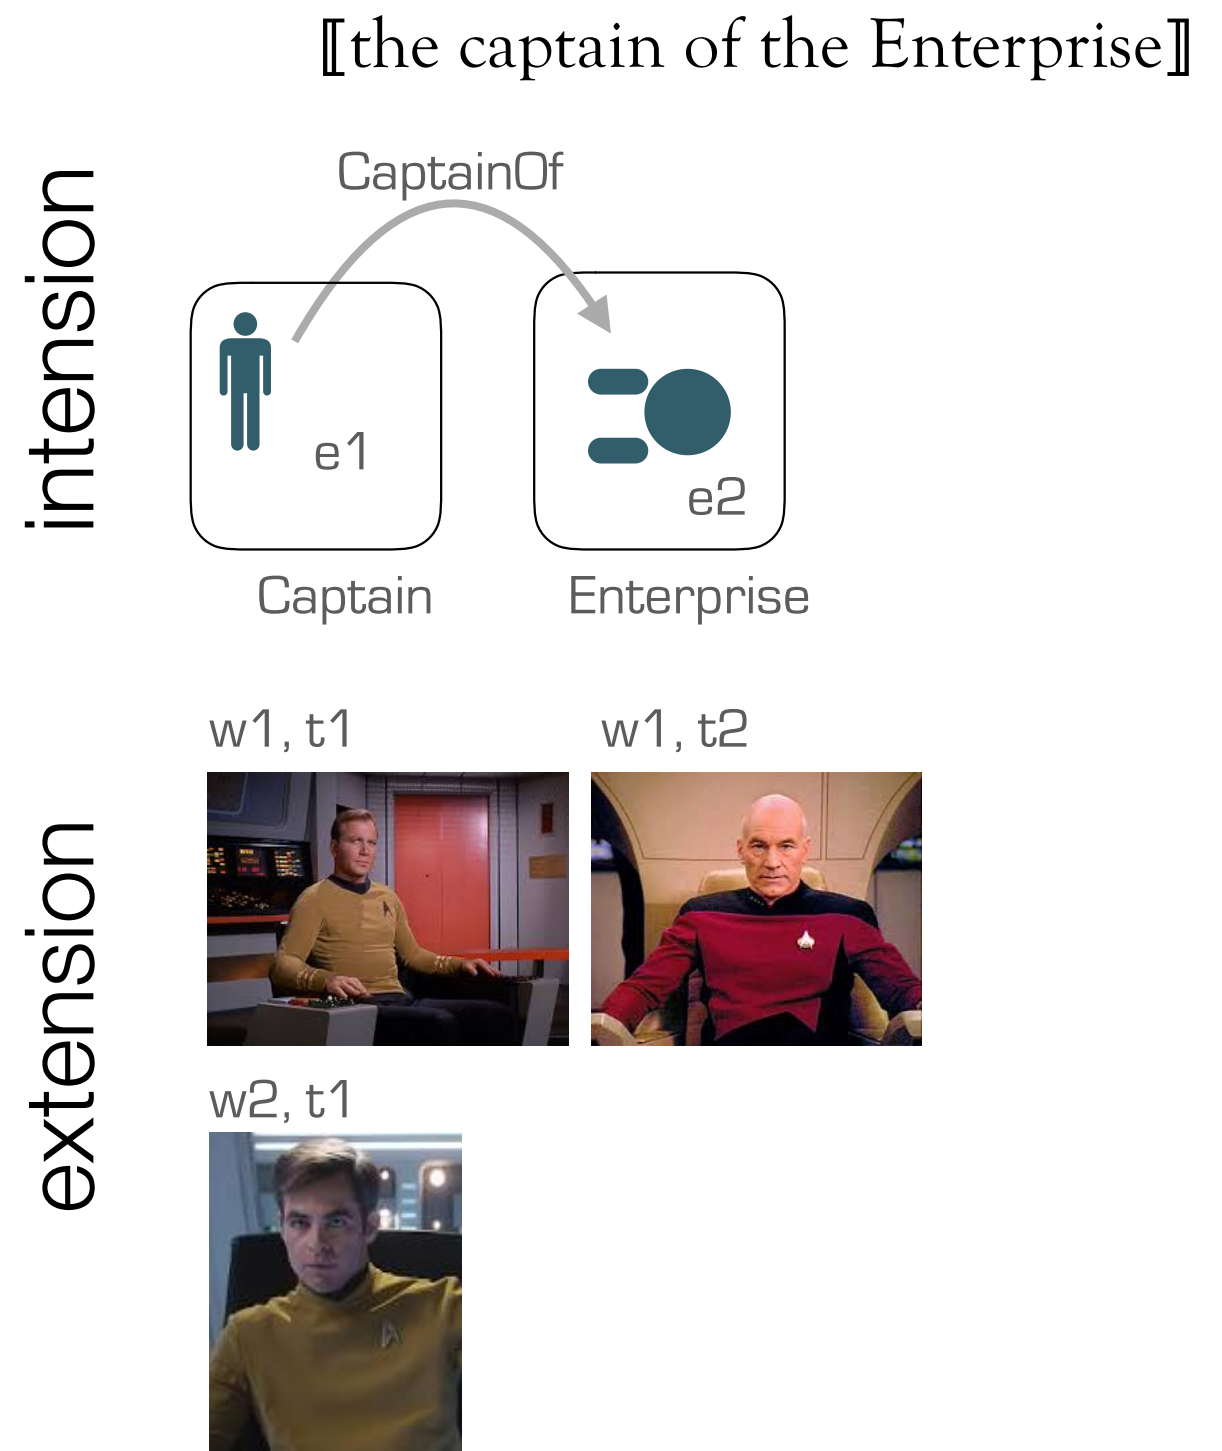 ⟦the captain of the Enterprise⟧
intension
CaptainOf
e1
e2
Captain
Enterprise
extension
w1, t1
w1, t2
w2, t1